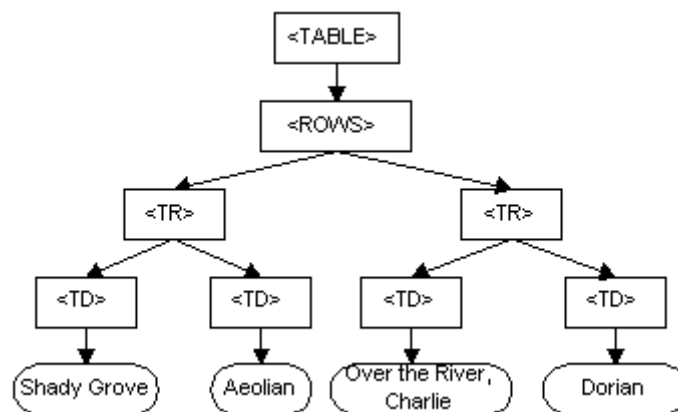 <TABLE>
<ROWS>
<TR> <TR>
<TD> <TD> <TD> <TD>
Shady Grove Aeolian Over the River, Dorian
Charlie